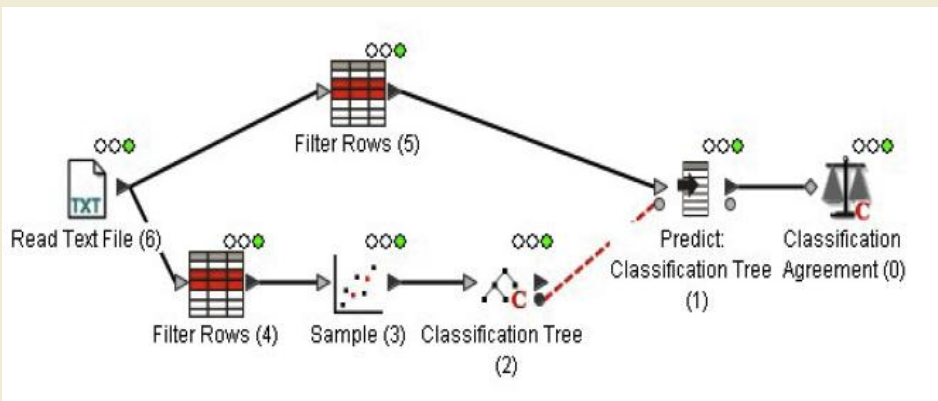 Filter Rows (5)
TXT
Read Text File (6)
Predict:
Classification Tree
(1)
C
Classification
Agreement (0)
Filter Rows (4)
Sample (3)
C
Classification Tree
(2)